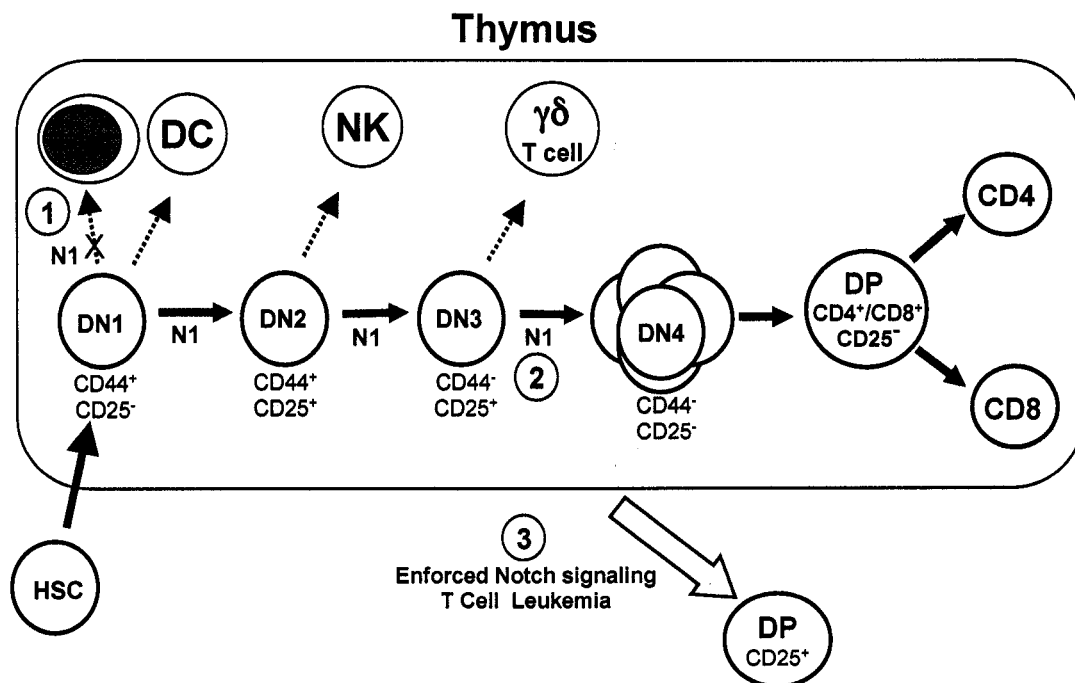 Thymus
DC
NK
γδ
T cell
1
N1
X
DN1
CD44⁺
CD25⁻
N1
DN2
CD44⁺
CD25⁺
N1
DN3
CD44⁻
CD25⁺
N1
2
DN4
CD44⁻
CD25⁻
DP
CD4⁺/CD8⁺
CD25⁻
CD4
CD8
HSC
3
Enforced Notch signaling
T Cell Leukemia
DP
CD25⁺